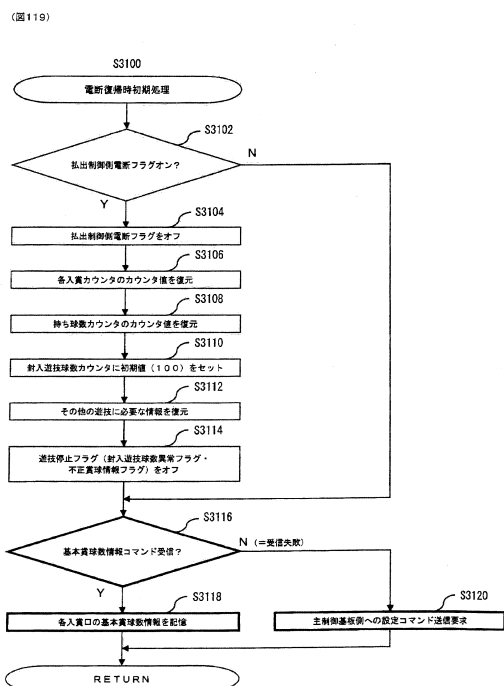 (図119)
S3100
電断復帰時初期処理
S3102
払出制御側電断フラグオン？
N
Y
S3104
払出制御側電断フラグをオフ
S3106
各入賞カウンタのカウンタ値を復元
S3108
持ち球数カウンタのカウンタ値を復元
S3110
封入遊技球数カウンタに初期値（１００）をセット
S3112
その他の遊技に必要な情報を復元
S3114
遊技停止フラグ（封入遊技球数異常フラグ・
不正賞球情報フラグ）をオフ
S3116
基本賞球数情報コマンド受信？
N（＝受信失敗）
Y
S3118
各入賞口の基本賞球数情報を記憶
S3120
主制御基板側への設定コマンド送信要求
ＲＥＴＵＲＮ